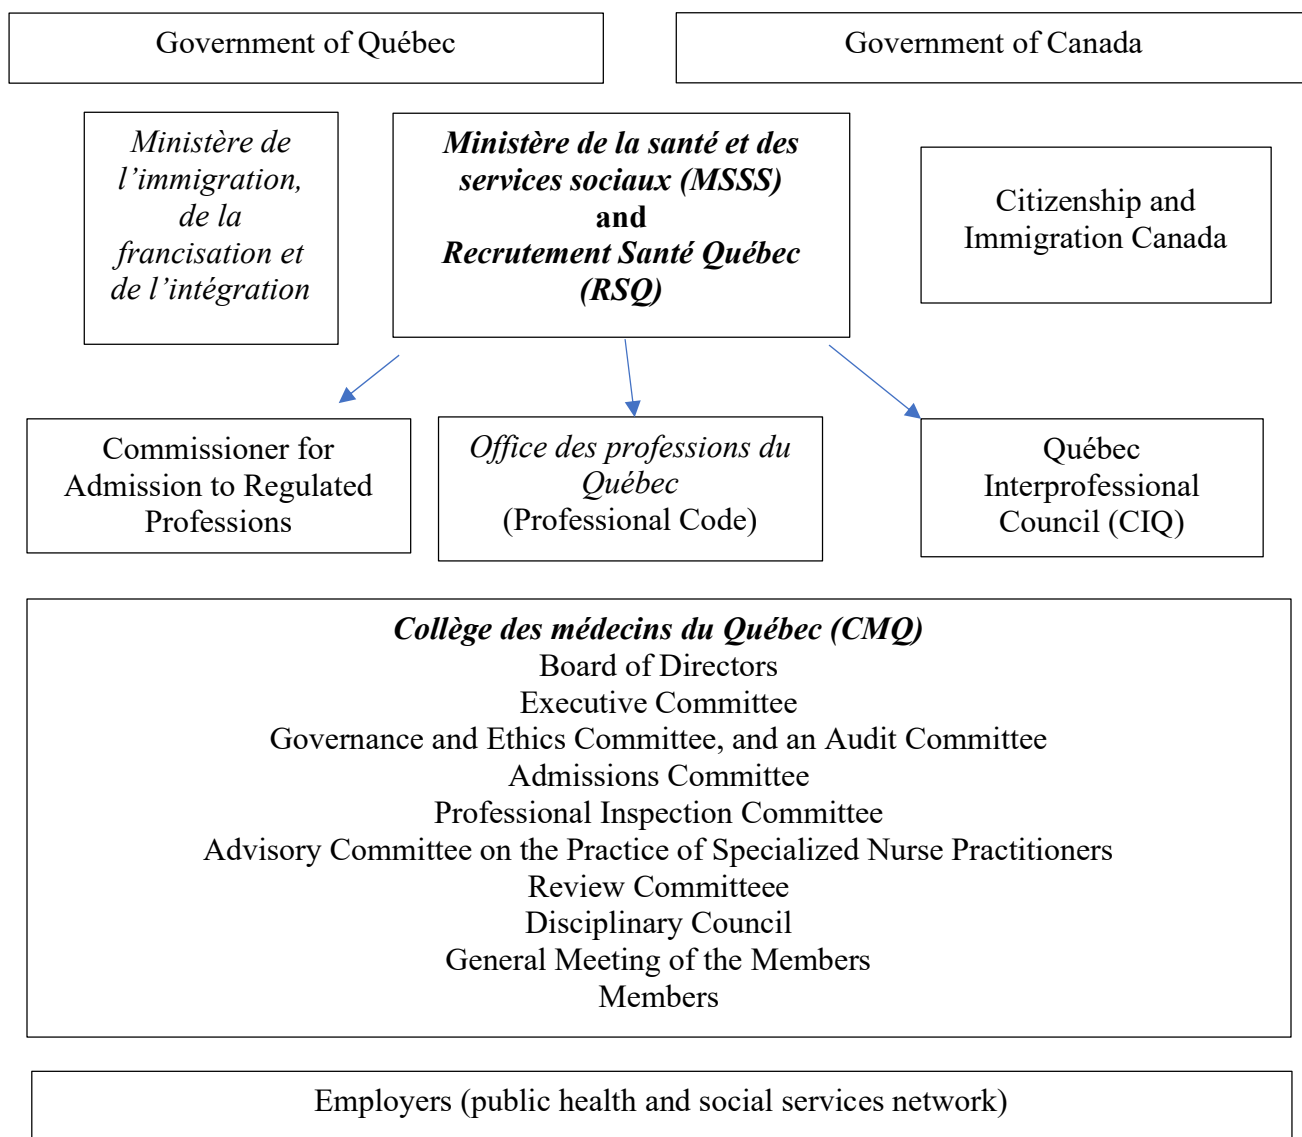 Government of Québec
Government of Canada
Ministère de
l’immigration,
de la
francisation et
de l’intégration
Ministère de la santé et des
services sociaux (MSSS)
and
Recrutement Santé Québec
(RSQ)
Citizenship and
Immigration Canada
Commissioner for
Admission to Regulated
Professions
Office des professions du
Québec
(Professional Code)
Québec
Interprofessional
Council (CIQ)
Collège des médecins du Québec (CMQ)
Board of Directors
Executive Committee
Governance and Ethics Committee, and an Audit Committee
Admissions Committee
Professional Inspection Committee
Advisory Committee on the Practice of Specialized Nurse Practitioners
Review Committeee
Disciplinary Council
General Meeting of the Members
Members
Employers (public health and social services network)